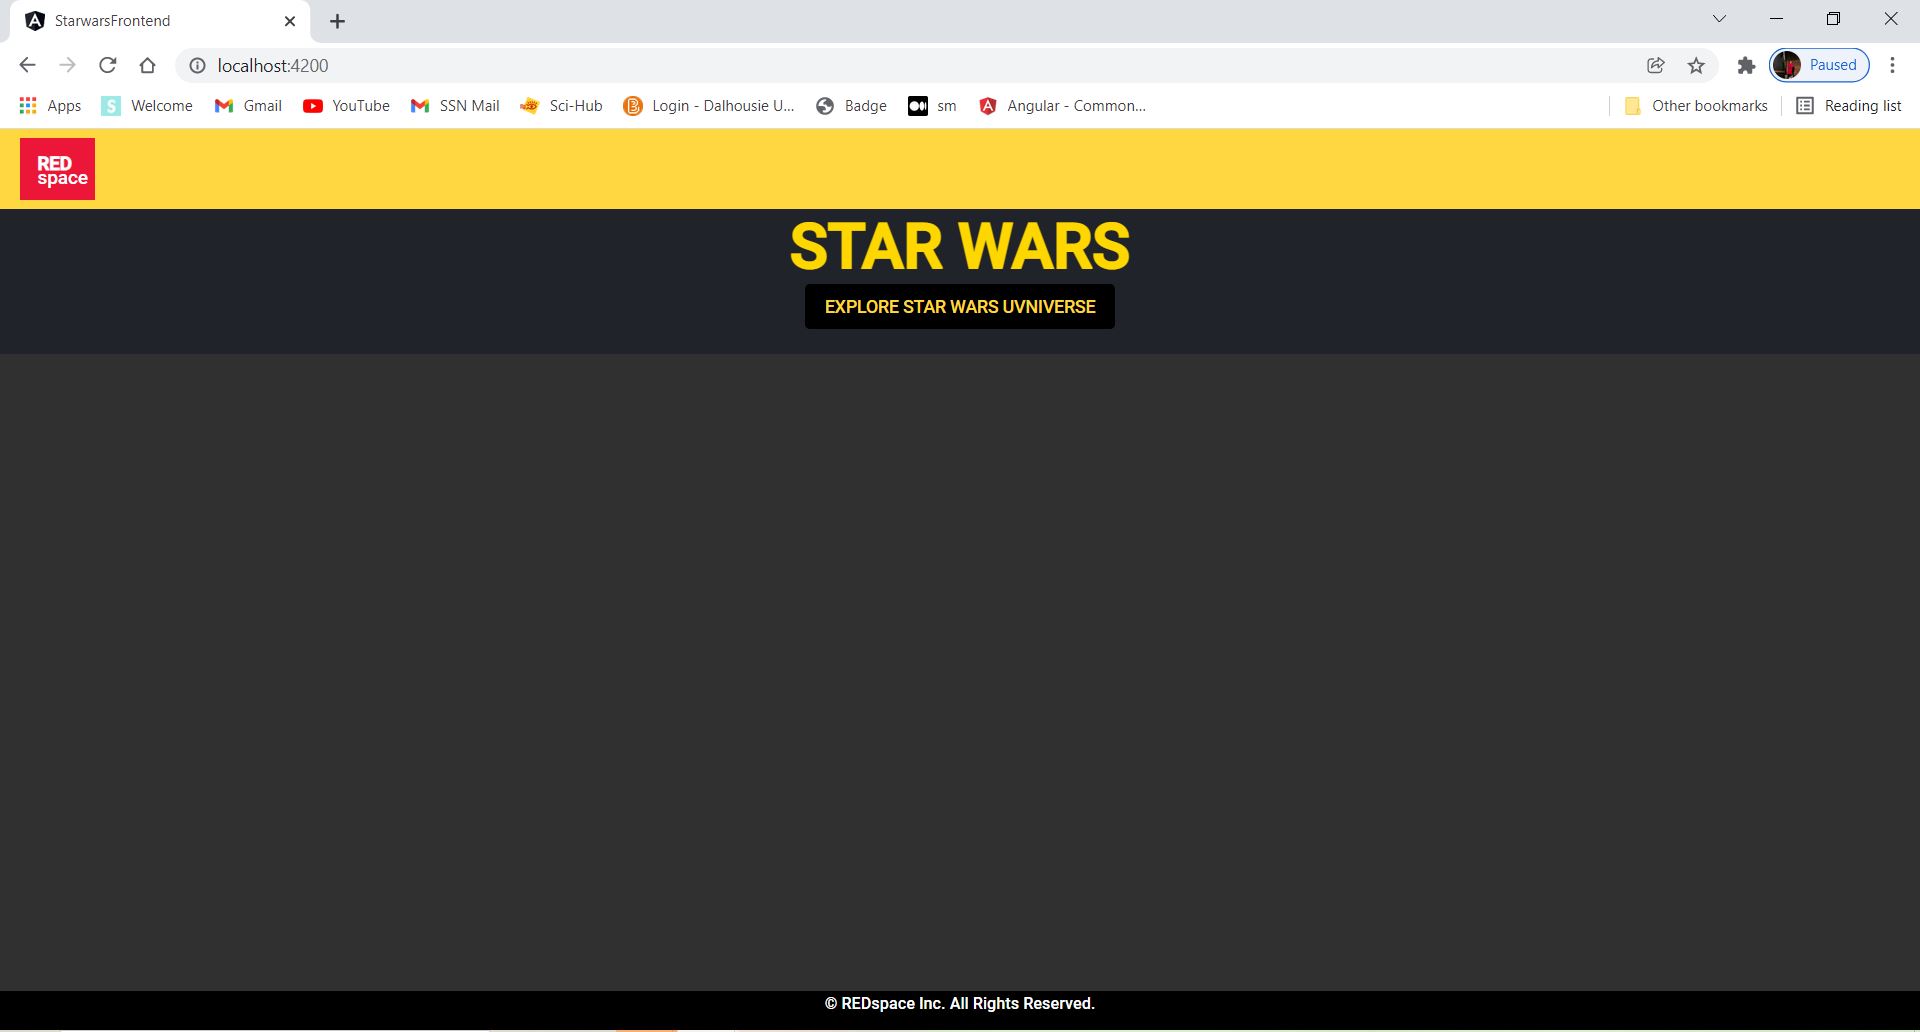 StarwarsFrontend
localhost:4200
Paused
Apps
S Welcome
Gmail
YouTube
SSN Mail
Sci-Hub
Login - Dalhousie U...
Badge
sm
Angular - Common...
Other bookmarks
Reading list
RED
space
STAR WARS
EXPLORE STAR WARS UVNIVERSE
© REDspace Inc. All Rights Reserved.